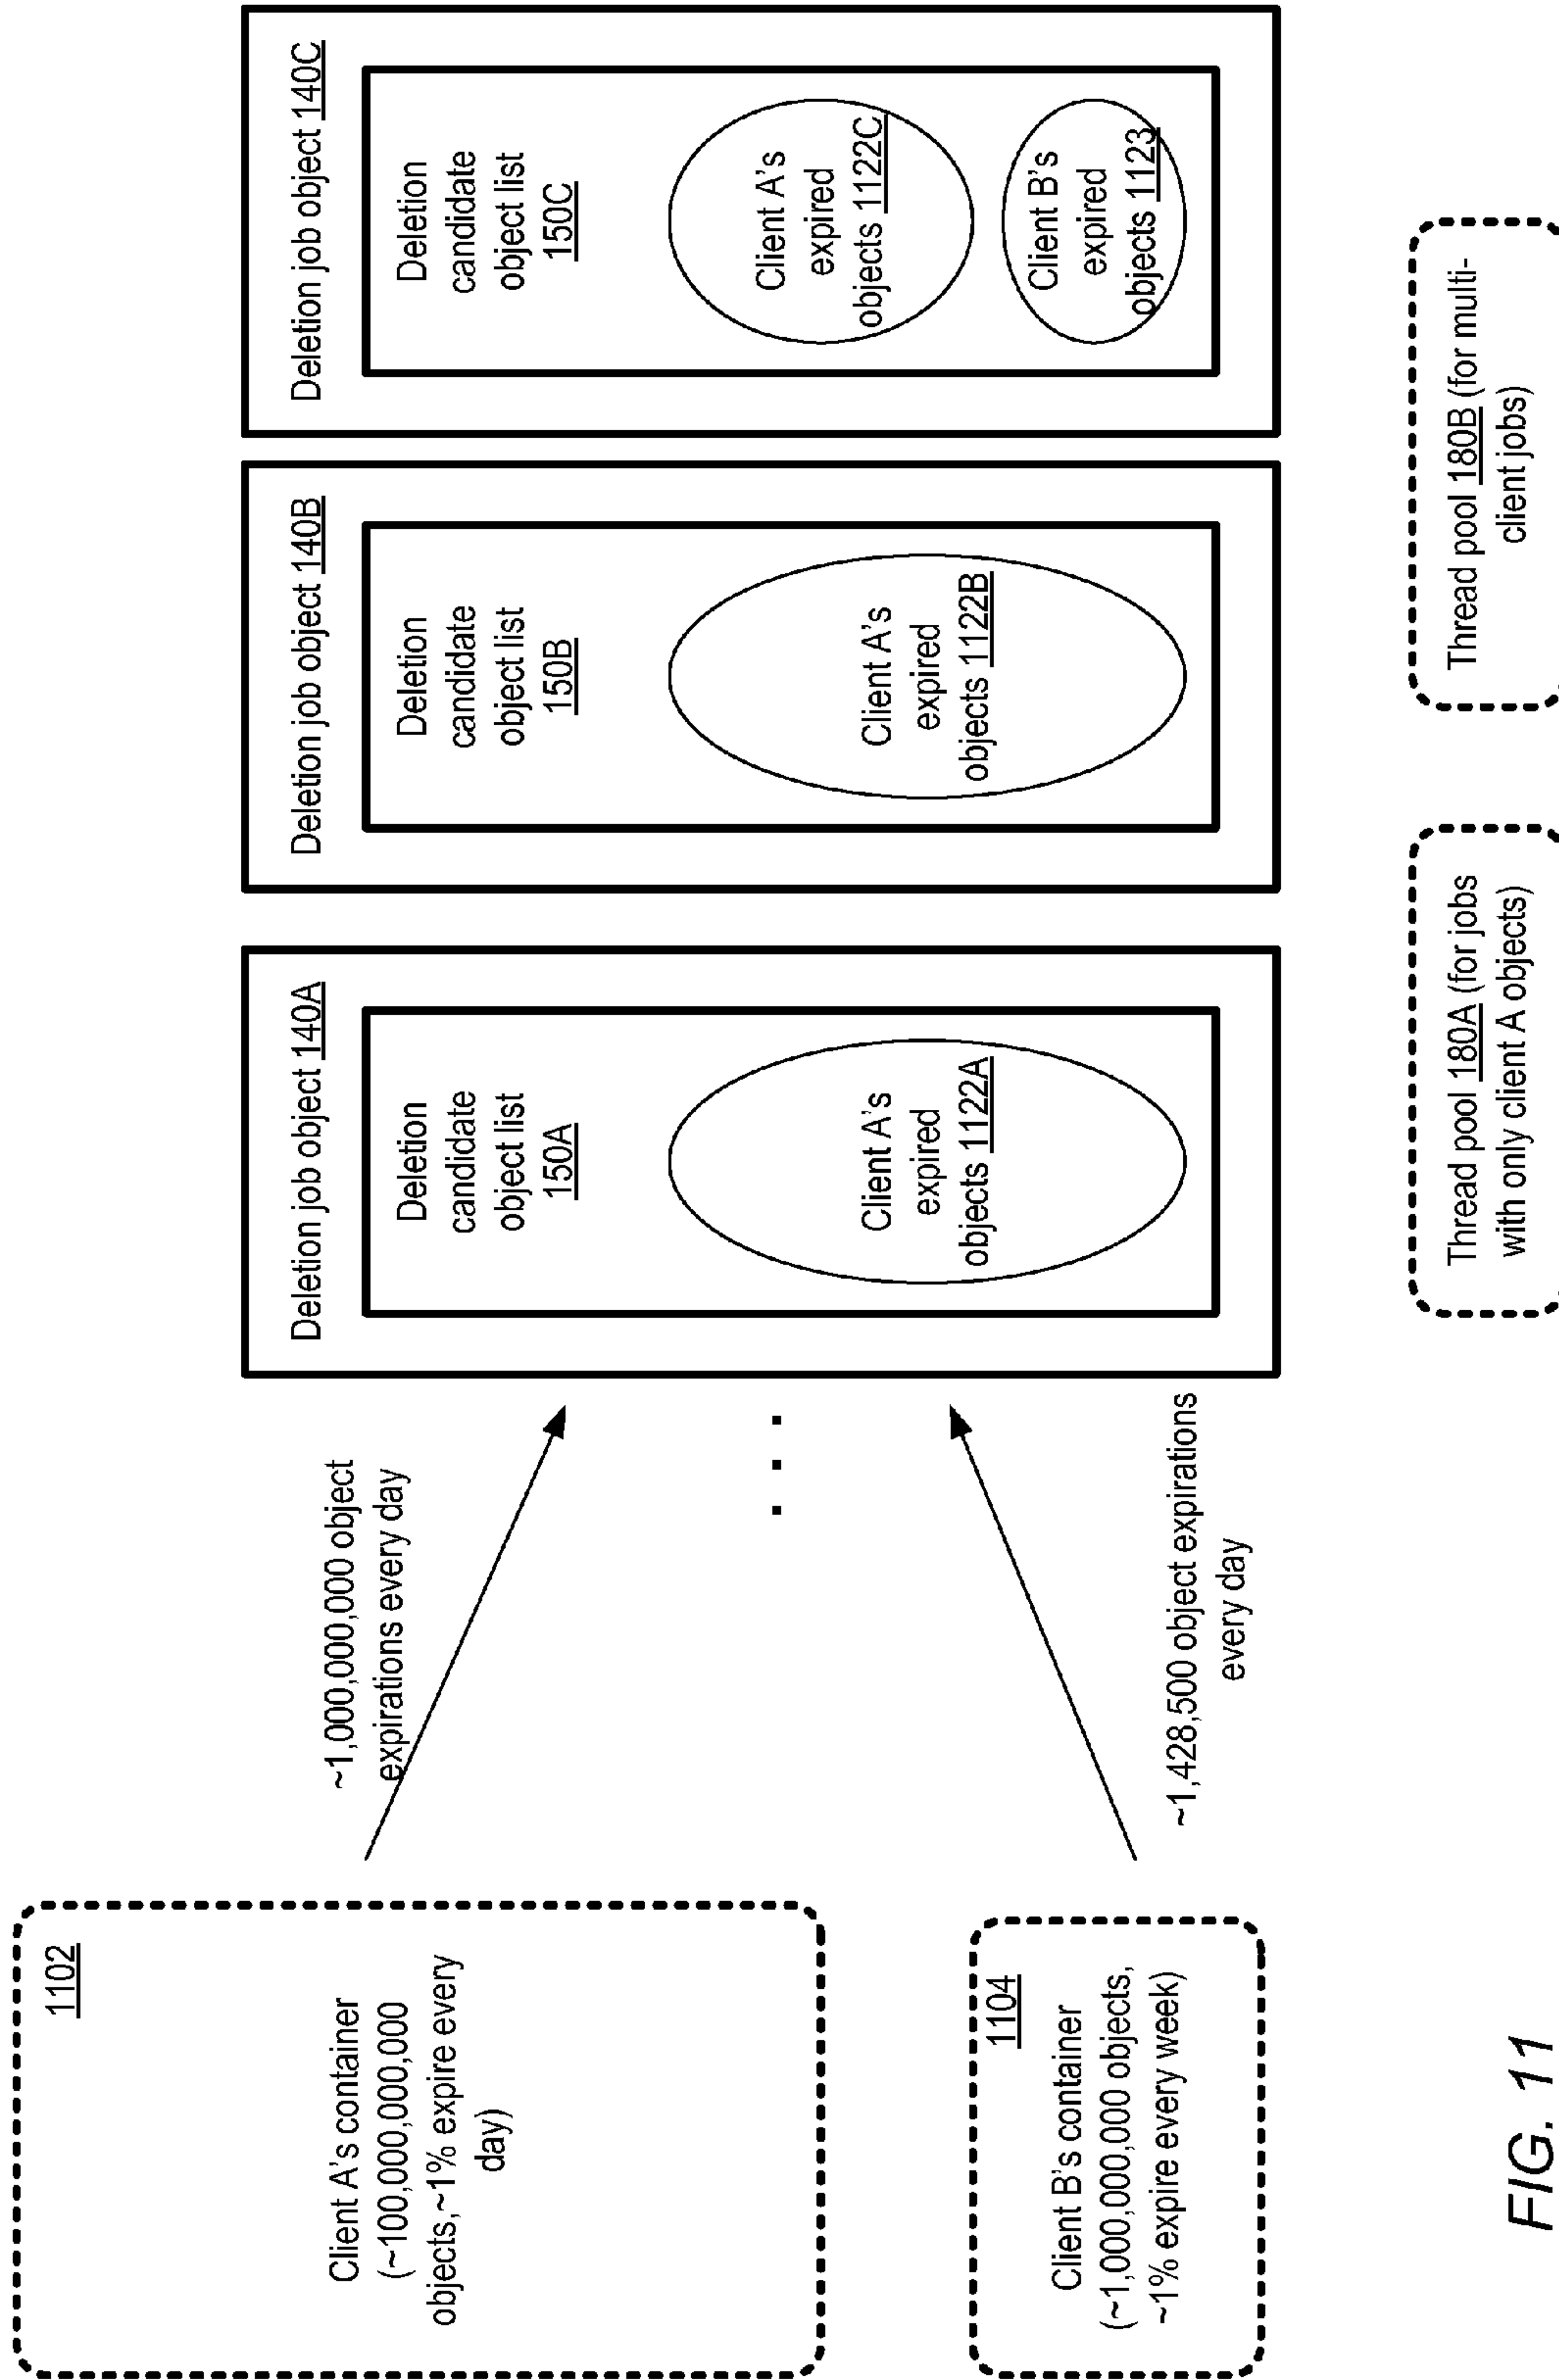 1102
Client A's container
(~100,000,000,000
objects,~1% expire every
day)
1104
Client B's container
(~1,000,000,000 objects,
~1% expire every week)
~1,000,000,000 object
expirations every day
. . .
~1,428,500 object expirations
every day
Deletion job object 140A
Deletion
candidate
object list
150A
Client A's
expired
objects 1122A
Deletion job object 140B
Deletion
candidate
object list
150B
Client A's
expired
objects 1122B
Deletion job object 140C
Deletion
candidate
object list
150C
Client A's
expired
objects 1122C
Client B's
expired
objects 1123
Thread pool 180A (for jobs
with only client A objects)
Thread pool 180B (for multi-
client jobs)
FIG. 11